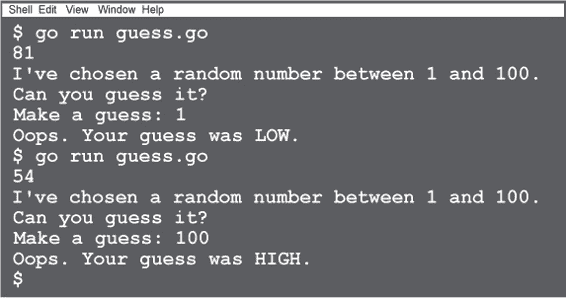 Shell Edit View Window Help
$ go run guess.go
81
I've chosen a random number between 1 and 100.
Can you guess it?
Make a guess: 1
Oops. Your guess was LOW.
$ go run guess.go
54
I've chosen a random number between 1 and 100.
Can you guess it?
Make a guess: 100
Oops. Your guess was HIGH.
$